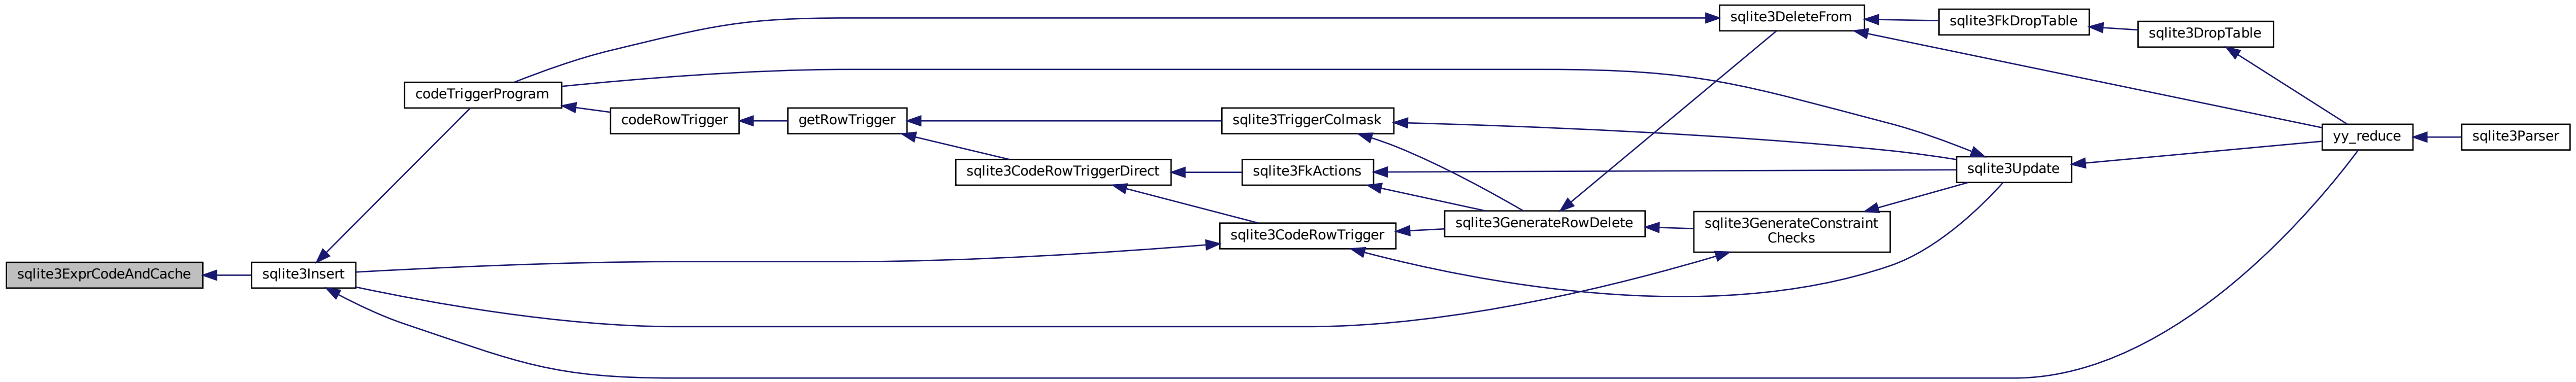 sqlite3ExprCodeAndCache
sqlite3Insert
codeTriggerProgram
codeRowTrigger
getRowTrigger
sqlite3CodeRowTriggerDirect
sqlite3TriggerColmask
sqlite3FkActions
sqlite3CodeRowTrigger
sqlite3GenerateRowDelete
sqlite3DeleteFrom
sqlite3GenerateConstraint
Checks
sqlite3FkDropTable
sqlite3Update
sqlite3DropTable
yy_reduce
sqlite3Parser